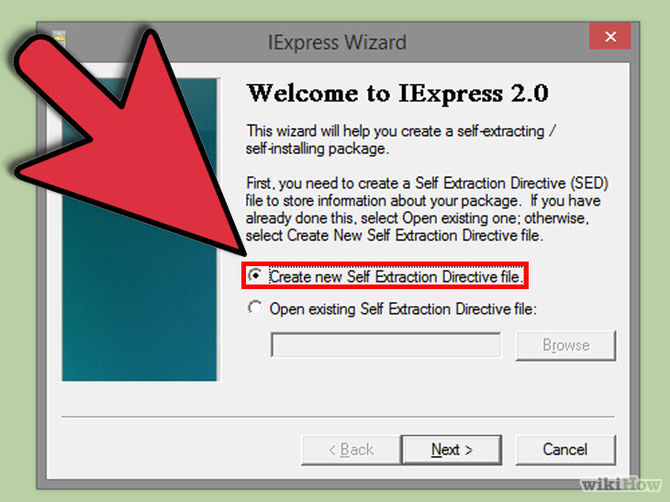 IExpress Wizard
Welcome to IExpress 2.0
This wizard will help you create a self-extracting /
self-installing package.
First, you need to create a Self Extraction Directive (SED)
file to store information about your package. If you have
already done this, select Open existing one; otherwise,
select Create New Self Extraction Directive file.
Create new Self Extraction Directive file.
Open existing Self Extraction Directive file:
Browse
< Back
Next >
Cancel
wikiHow